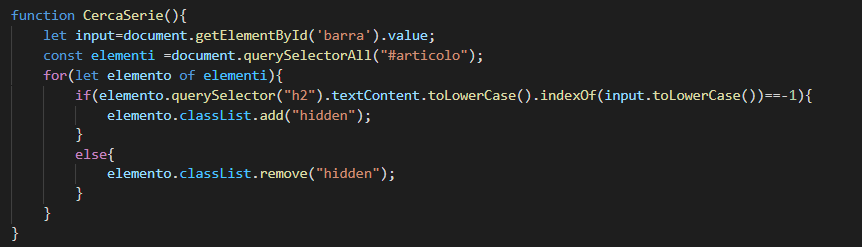 function CercaSerie(){
    let input=document.getElementById('barra').value;
    const elementi =document.querySelectorAll("#articolo");
    for(let elemento of elementi){
        if(elemento.querySelector("h2").textContent.toLowerCase().indexOf(input.toLowerCase())==-1){
            elemento.classList.add("hidden");
        }
        else{
            elemento.classList.remove("hidden");
        }
    }
}